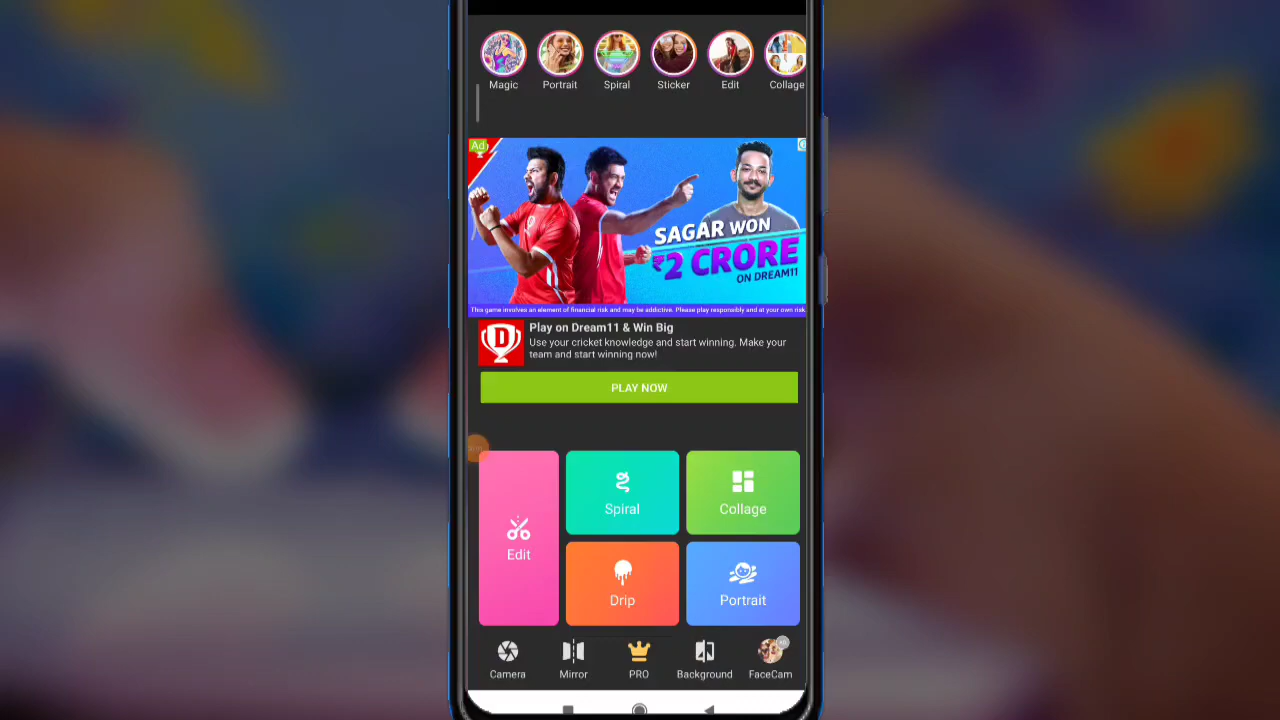 Magic Portrait Spiral Sticker Edit Collage
Ad
SAGAR WON
₹2 CRORE
ON DREAM11
This game involves an element of financial risk and may be addictive. Please play responsibly and at your own risk
D
Play on Dream11 & Win Big
Use your cricket knowledge and start winning. Make your
team and start winning now!
PLAY NOW
Edit
Spiral
Collage
Drip
Portrait
Camera Mirror PRO Background FaceCam